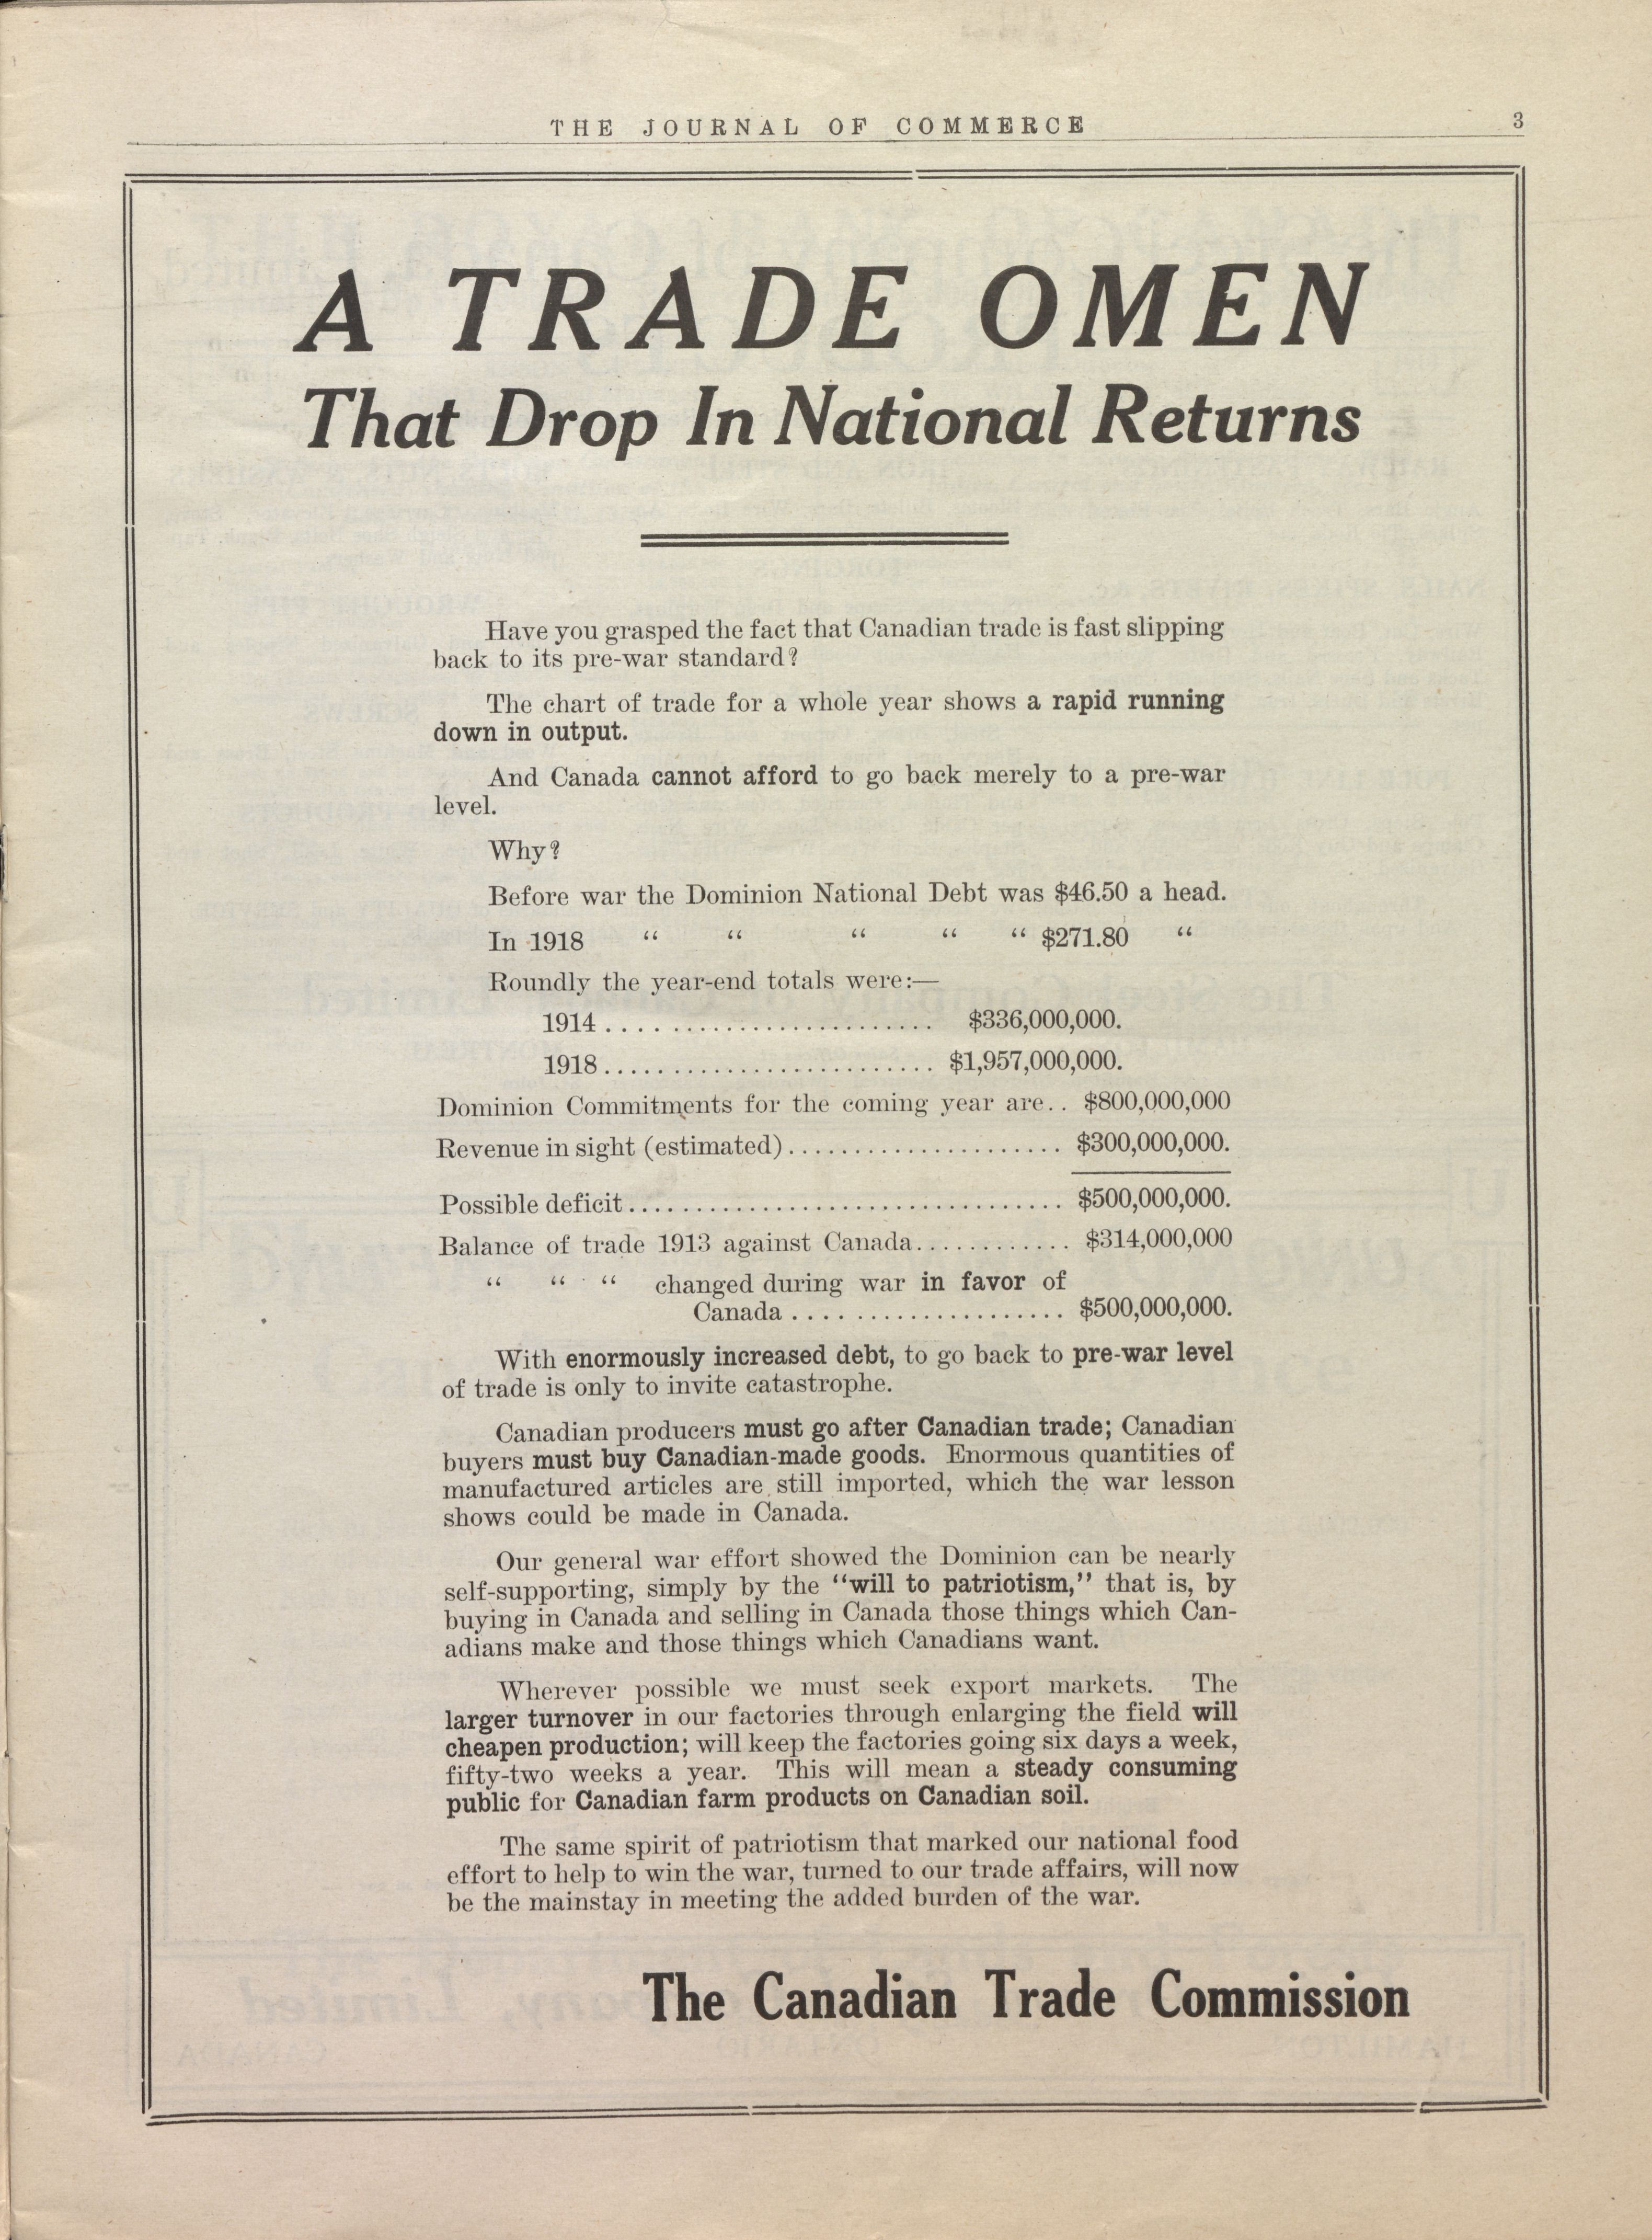 THE JOURNAL OF COMMERCE 3
A TRADE OMEN
That Drop In National Returns
Have you grasped the fact that Canadian trade is fast slipping
back to its pre-war standard?
The chart of trade for a whole year shows a rapid running
down in output.
And Canada cannot afford to go back merely to a pre-war
level.
Why?
Before war the Dominion National Debt was $46.50 a head.
In 1918 “ “ “ “ “ $271.80 “
Roundly the year-end totals were:—
1914......................... $336,000,000.
1918......................... $1,957,000,000.
Dominion Commitments for the coming year are.. $800,000,000
Revenue in sight (estimated)..................... $300,000,000.
Possible deficit................................. $500,000,000.
Balance of trade 1913 against Canada............ $314,000,000
“ “ “ changed during war in favor of
Canada..................... $500,000,000.
With enormously increased debt, to go back to pre-war level
of trade is only to invite catastrophe.
Canadian producers must go after Canadian trade; Canadian
buyers must buy Canadian-made goods. Enormous quantities of
manufactured articles are still imported, which the war lesson
shows could be made in Canada.
Our general war effort showed the Dominion can be nearly
self-supporting, simply by the “will to patriotism,” that is, by
buying in Canada and selling in Canada those things which Can-
adians make and those things which Canadians want.
Wherever possible we must seek export markets. The
larger turnover in our factories through enlarging the field will
cheapen production; will keep the factories going six days a week,
fifty-two weeks a year. This will mean a steady consuming
public for Canadian farm products on Canadian soil.
The same spirit of patriotism that marked our national food
effort to help to win the war, turned to our trade affairs, will now
be the mainstay in meeting the added burden of the war.
The Canadian Trade Commission